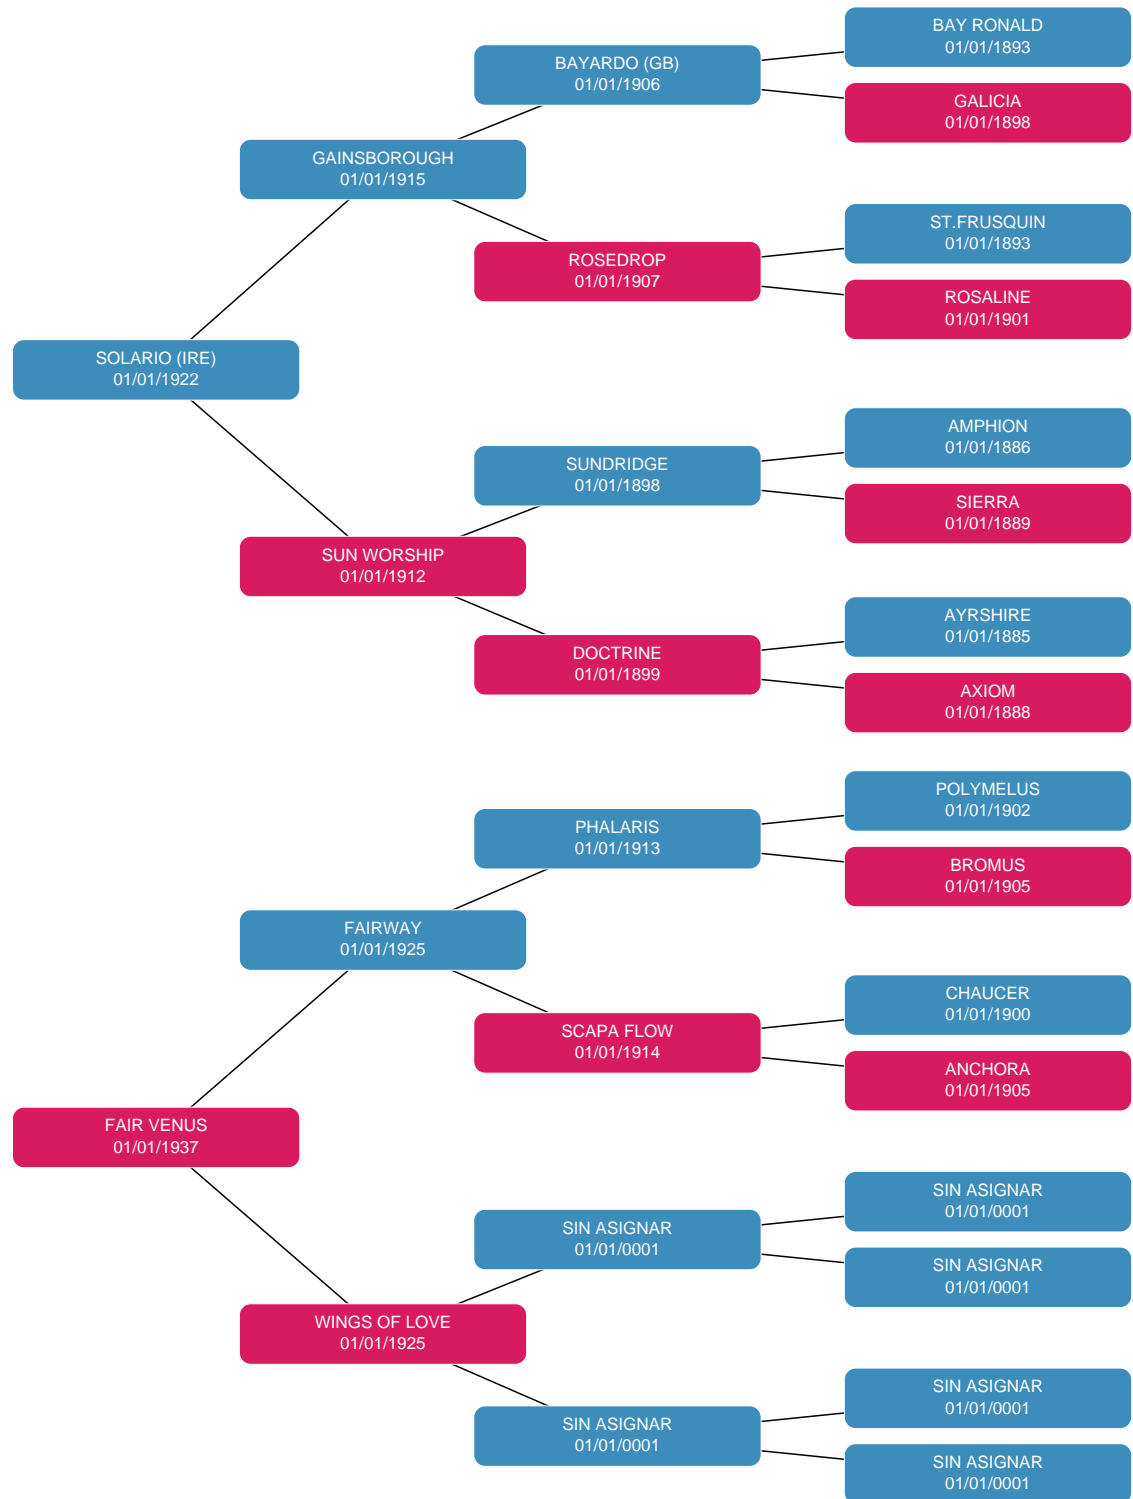 BAY RONALD
01/01/1893
BAYARDO (GB)
01/01/1906
GALICIA
01/01/1898
GAINSBOROUGH
01/01/1915
ST.FRUSQUIN
01/01/1893
ROSEDROP
01/01/1907
ROSALINE
01/01/1901
SOLARIO (IRE)
01/01/1922
AMPHION
01/01/1886
SUNDRIDGE
01/01/1898
SIERRA
01/01/1889
SUN WORSHIP
01/01/1912
AYRSHIRE
01/01/1885
DOCTRINE
01/01/1899
AXIOM
01/01/1888
POLYMELUS
01/01/1902
PHALARIS
01/01/1913
BROMUS
01/01/1905
FAIRWAY
01/01/1925
CHAUCER
01/01/1900
SCAPA FLOW
01/01/1914
ANCHORA
01/01/1905
FAIR VENUS
01/01/1937
SIN ASIGNAR
01/01/0001
SIN ASIGNAR
01/01/0001
SIN ASIGNAR
01/01/0001
WINGS OF LOVE
01/01/1925
SIN ASIGNAR
01/01/0001
SIN ASIGNAR
01/01/0001
SIN ASIGNAR
01/01/0001